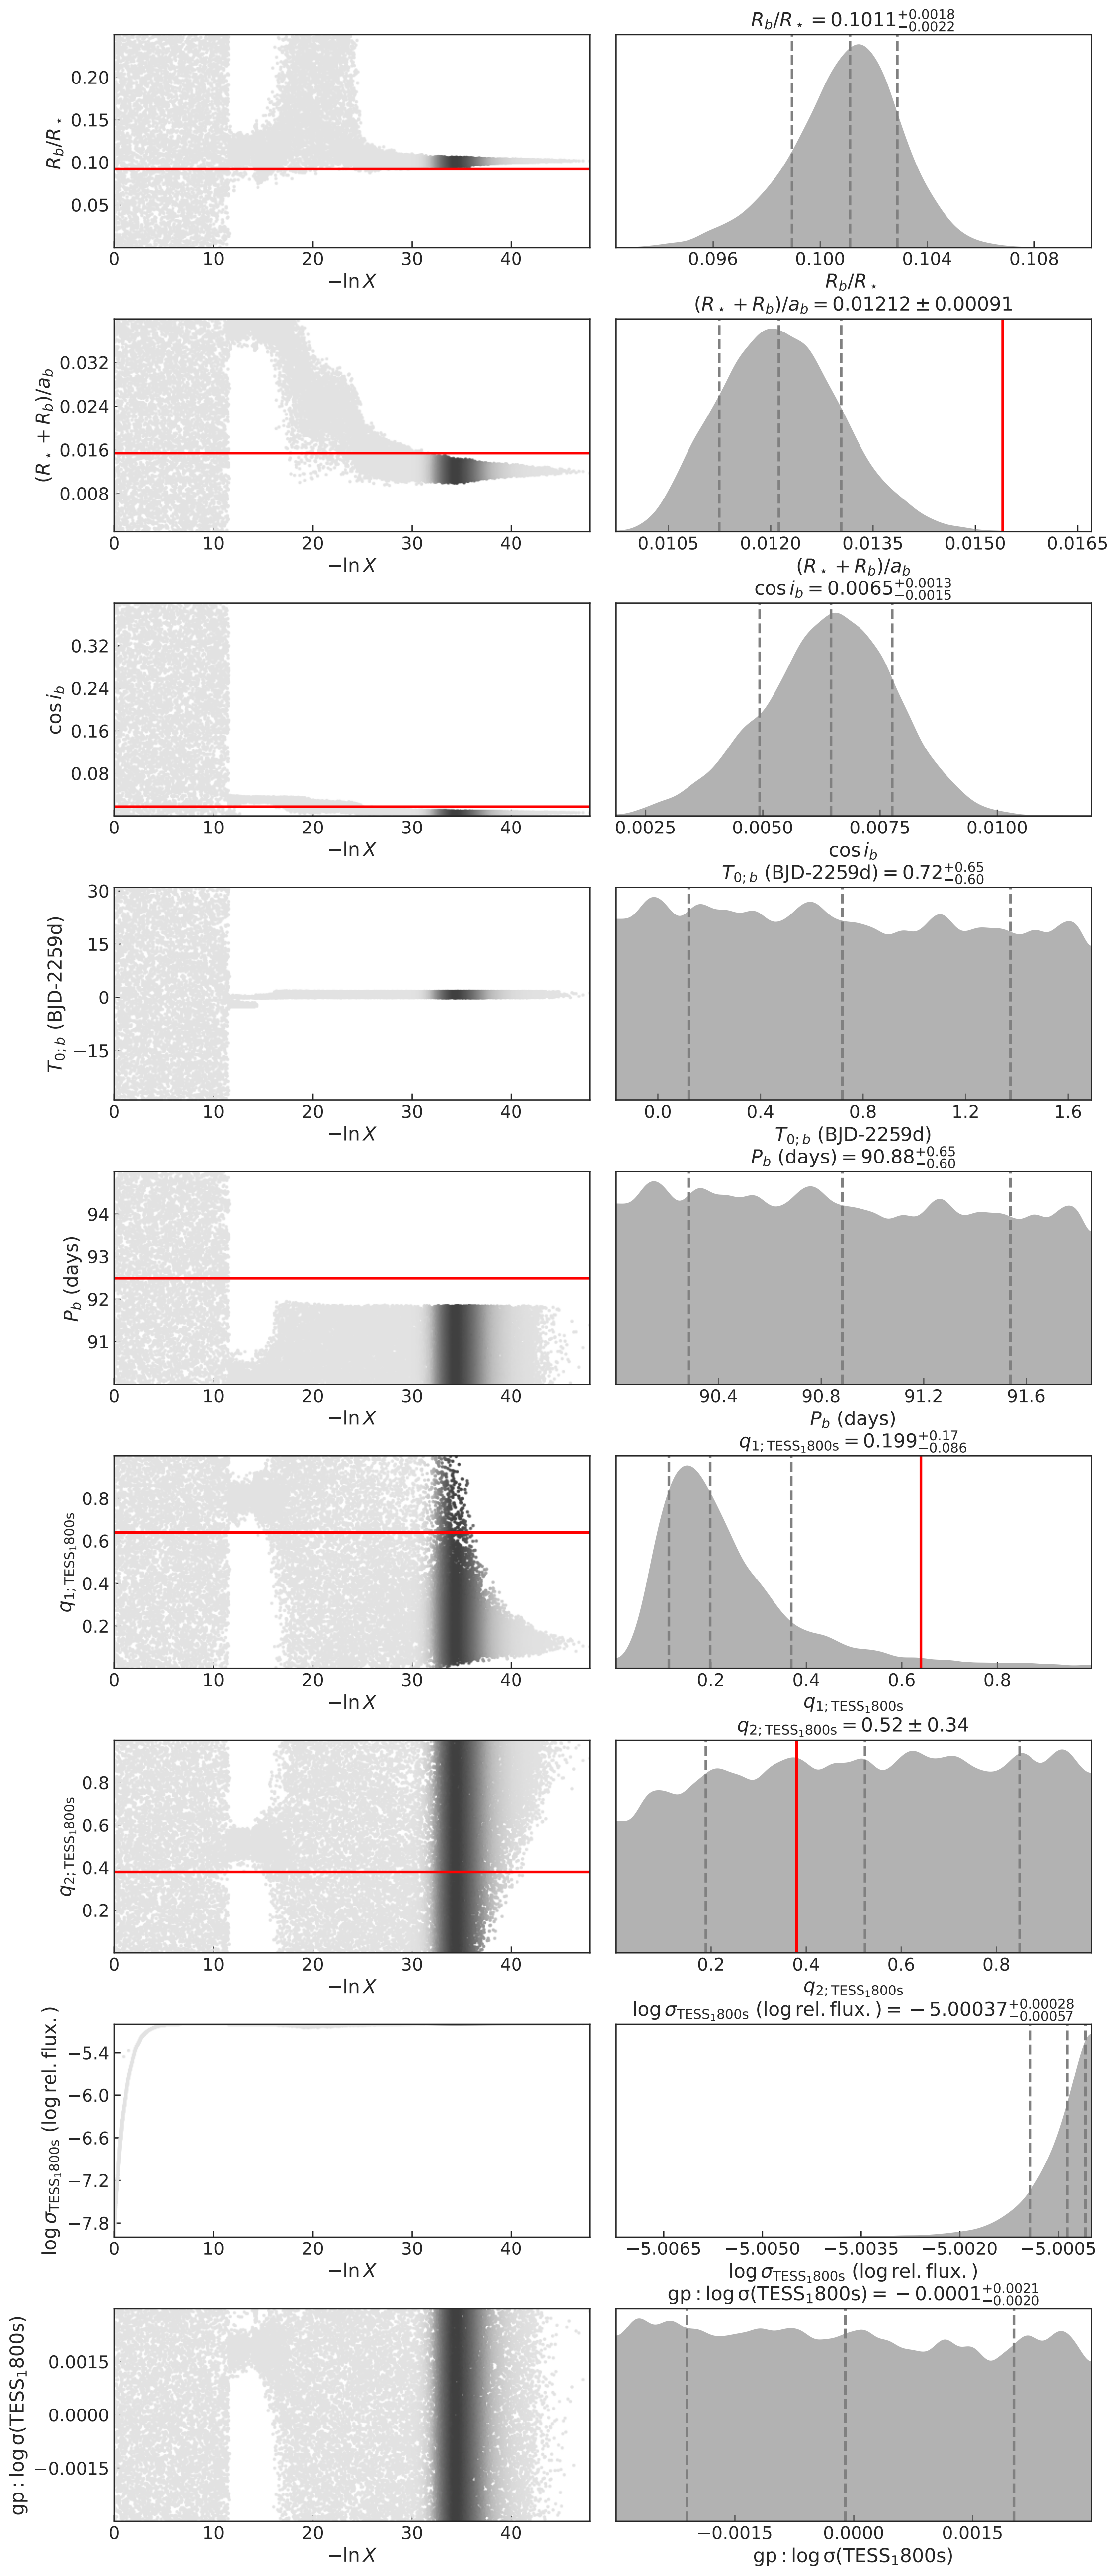 R_b/R⋆ = 0.1011^{+0.0018}_{−0.0022}
R_b/R⋆
0.20
0.15
0.10
0.05
0 10 20 30 40
−ln X
0.096 0.100 0.104 0.108
R_b/R⋆
(R⋆ + R_b)/a_b = 0.01212 ± 0.00091
(R⋆ + R_b)/a_b
0.032
0.024
0.016
0.008
0 10 20 30 40
−ln X
0.0105 0.0120 0.0135 0.0150 0.0165
(R⋆ + R_b)/a_b
cos i_b = 0.0065^{+0.0013}_{−0.0015}
cos i_b
0.32
0.24
0.16
0.08
0 10 20 30 40
−ln X
0.0025 0.0050 0.0075 0.0100
cos i_b
T_{0;b} (BJD-2259d) = 0.72^{+0.65}_{−0.60}
T_{0;b} (BJD-2259d)
30
15
0
−15
0 10 20 30 40
−ln X
0.0 0.4 0.8 1.2 1.6
T_{0;b} (BJD-2259d)
P_b (days) = 90.88^{+0.65}_{−0.60}
P_b (days)
94
93
92
91
0 10 20 30 40
−ln X
90.4 90.8 91.2 91.6
P_b (days)
q_{1; TESS_1800s} = 0.199^{+0.17}_{−0.086}
q_{1; TESS_1800s}
0.8
0.6
0.4
0.2
0 10 20 30 40
−ln X
0.2 0.4 0.6 0.8
q_{1; TESS_1800s}
q_{2; TESS_1800s} = 0.52 ± 0.34
q_{2; TESS_1800s}
0.8
0.6
0.4
0.2
0 10 20 30 40
−ln X
0.2 0.4 0.6 0.8
q_{2; TESS_1800s}
log σ_{TESS_1800s} (log rel. flux.) = −5.00037^{+0.00028}_{−0.00057}
log σ_{TESS_1800s} (log rel. flux.)
−5.4
−6.0
−6.6
−7.2
−7.8
0 10 20 30 40
−ln X
−5.0065 −5.0050 −5.0035 −5.0020 −5.0005
log σ_{TESS_1800s} (log rel. flux.)
gp: log σ(TESS_1800s) = −0.0001^{+0.0021}_{−0.0020}
gp: log σ(TESS_1800s)
0.0015
0.0000
−0.0015
0 10 20 30 40
−ln X
−0.0015 0.0000 0.0015
gp: log σ(TESS_1800s)